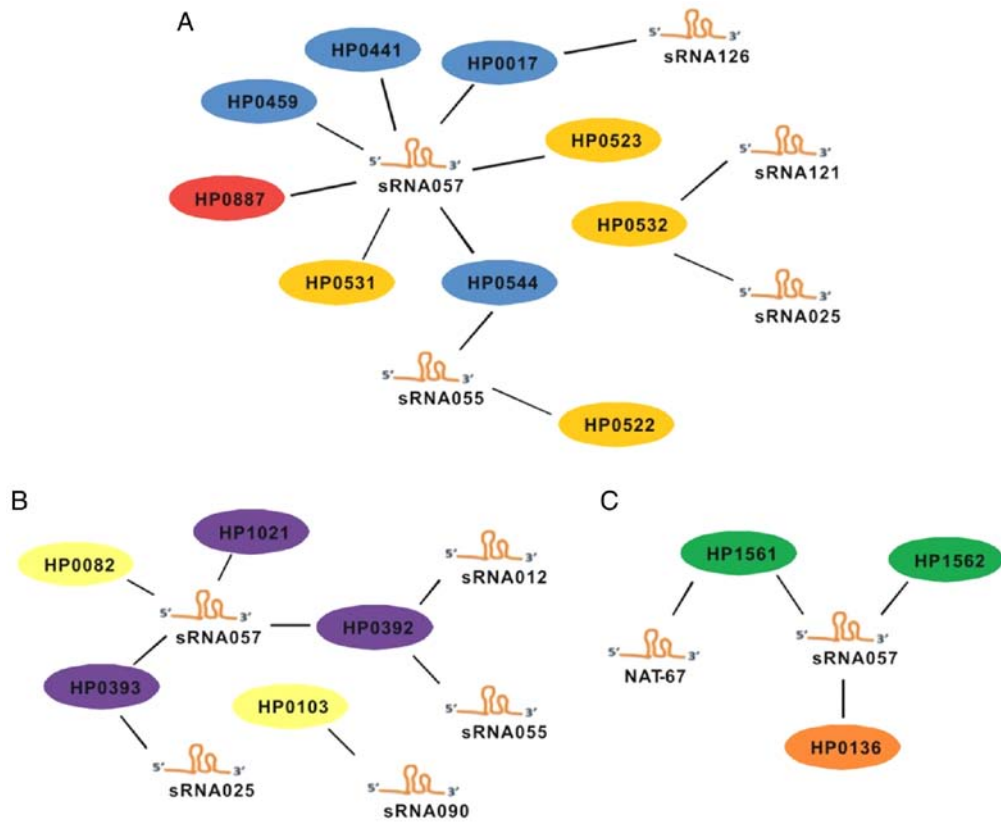 A
HP0441
HP0017
sRNA126
HP0459
5' 3'
sRNA057
HP0523
5' 3'
sRNA121
HP0887
HP0532
HP0531
HP0544
5' 3'
sRNA025
5' 3'
sRNA055
HP0522
5' 3'
B
HP1021
HP0082
5' 3'
sRNA012
5' 3'
sRNA057
HP0392
HP0393
HP0103
5' 3'
sRNA055
5' 3'
sRNA025
5' 3'
sRNA090
C
HP1561
HP1562
5' 3'
NAT-67
5' 3'
sRNA057
HP0136